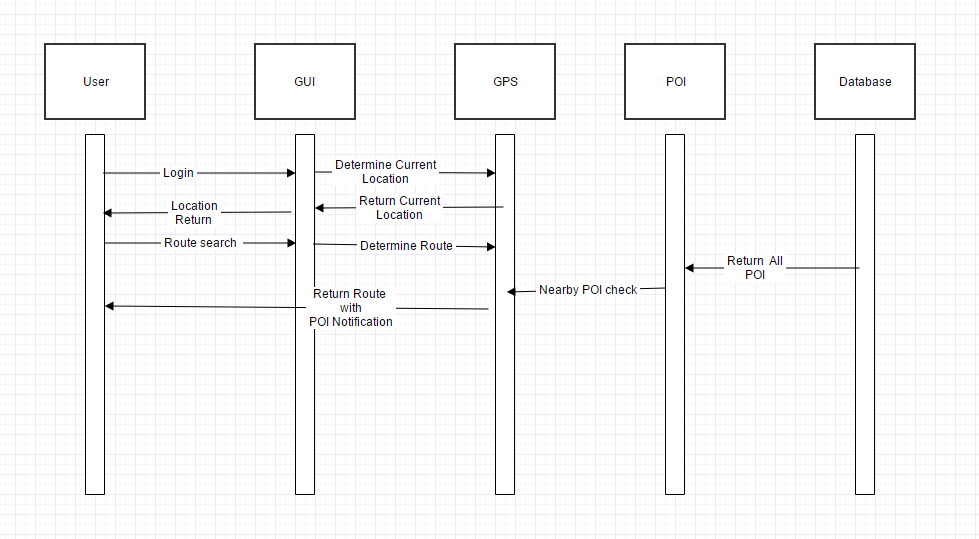 User
GUI
GPS
POI
Database
Login
Determine Current
Location
Return Current
Location
Location
Return
Route search
Determine Route
Return All
POI
Nearby POI check
Return Route
with
POI Notification